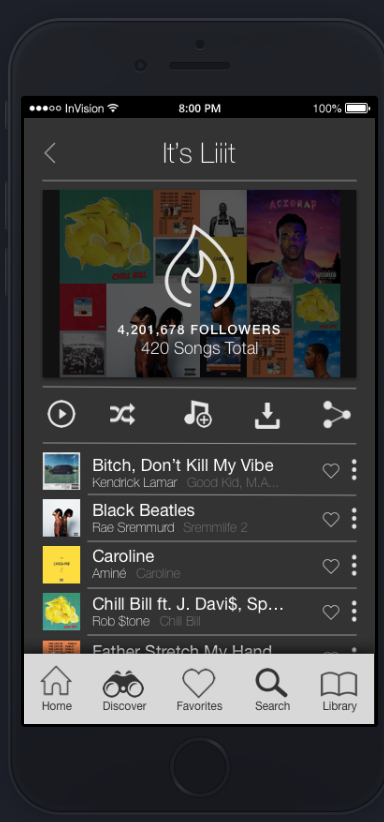 ●●●○○ InVision 8:00 PM 100%
It's Liiit
ACID RAP
CHILL BILL
4,201,678 FOLLOWERS
420 Songs Total
Bitch, Don't Kill My Vibe
Kendrick Lamar Good Kid, M.A...
Black Beatles
Rae Sremmurd Sremmlife 2
Caroline
Aminé Caroline
Chill Bill ft. J. Davi$, Sp...
Rob $tone Chill Bill
Father Stretch My Hand
Home Discover Favorites Search Library